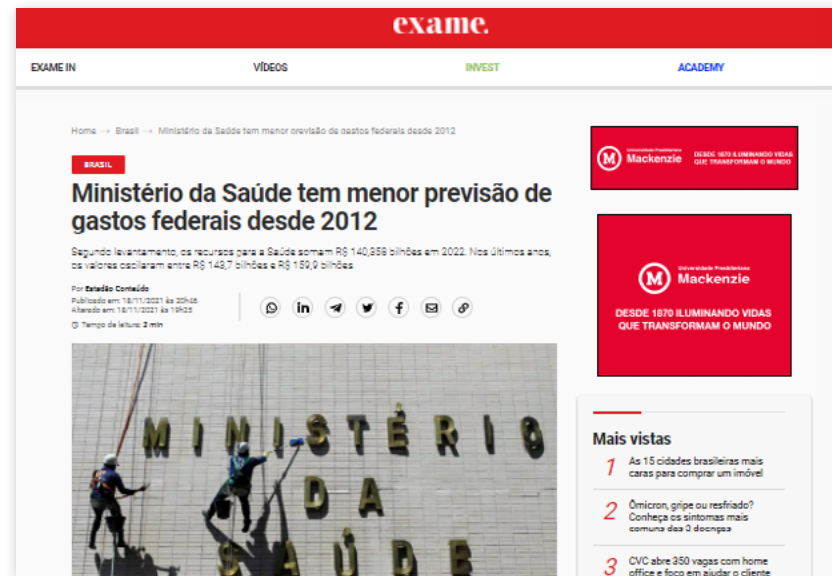 exame.
EXAME IN
VÍDEOS
INVEST
ACADEMY
Home → Brasil → Ministério da Saúde tem menor previsão de gastos federais desde 2012
BRASIL
Ministério da Saúde tem menor previsão de
gastos federais desde 2012
Segundo levantamento, os recursos para a Saúde somam R$ 140,358 bilhões em 2022. Nos últimos anos,
os valores oscilaram entre R$ 143,7 bilhões e R$ 159,9 bilhões
Por Estadão Conteúdo
Publicado em: 18/11/2021 às 20h48
Alterado em: 18/11/2021 às 19h25
Tempo de leitura: 2 min
MINISTÉRIO
DA
SAÚDE
Universidade Presbiteriana
Mackenzie
DESDE 1870 ILUMINANDO VIDAS
QUE TRANSFORMAM O MUNDO
Universidade Presbiteriana
Mackenzie
DESDE 1870 ILUMINANDO VIDAS
QUE TRANSFORMAM O MUNDO
Mais vistas
1 As 15 cidades brasileiras mais
caras para comprar um imóvel
2 Ômicron, gripe ou resfriado?
Conheça os sintomas mais
comuns das 3 doenças
3 CVC abre 350 vagas com home
office e foco em ajudar o cliente